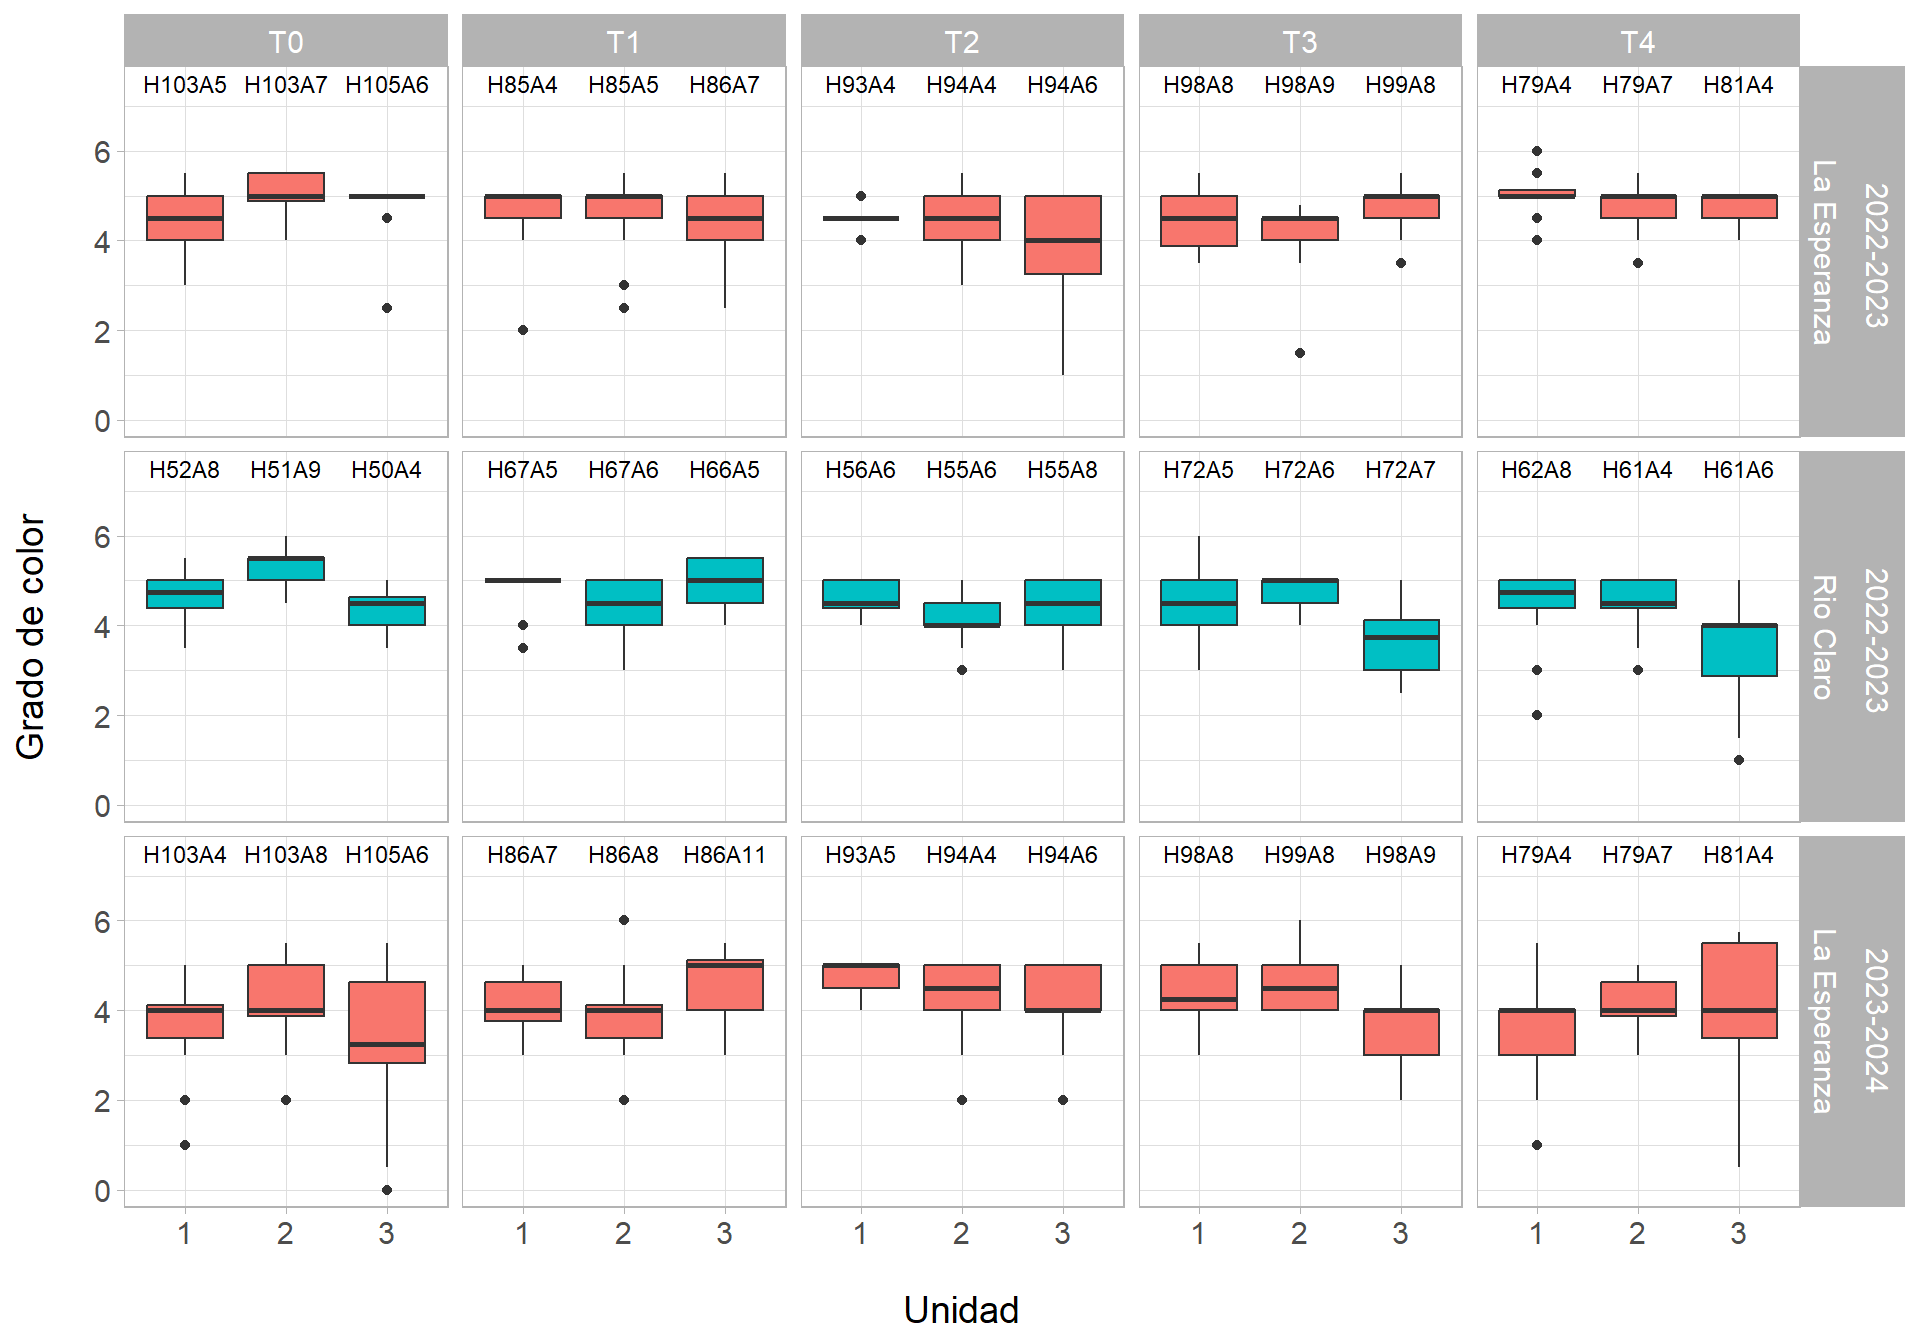 T0 T1 T2 T3 T4
H103A5 H103A7 H105A6 H85A4 H85A5 H86A7 H93A4 H94A4 H94A6 H98A8 H98A9 H99A8 H79A4 H79A7 H81A4
6
4
2
0
La Esperanza
2022-2023
H52A8 H51A9 H50A4 H67A5 H67A6 H66A5 H56A6 H55A6 H55A8 H72A5 H72A6 H72A7 H62A8 H61A4 H61A6
6
4
2
0
Rio Claro
2022-2023
H103A4 H103A8 H105A6 H86A7 H86A8 H86A11 H93A5 H94A4 H94A6 H98A8 H99A8 H98A9 H79A4 H79A7 H81A4
6
4
2
0
La Esperanza
2023-2024
1 2 3 1 2 3 1 2 3 1 2 3 1 2 3
Grado de color
Unidad